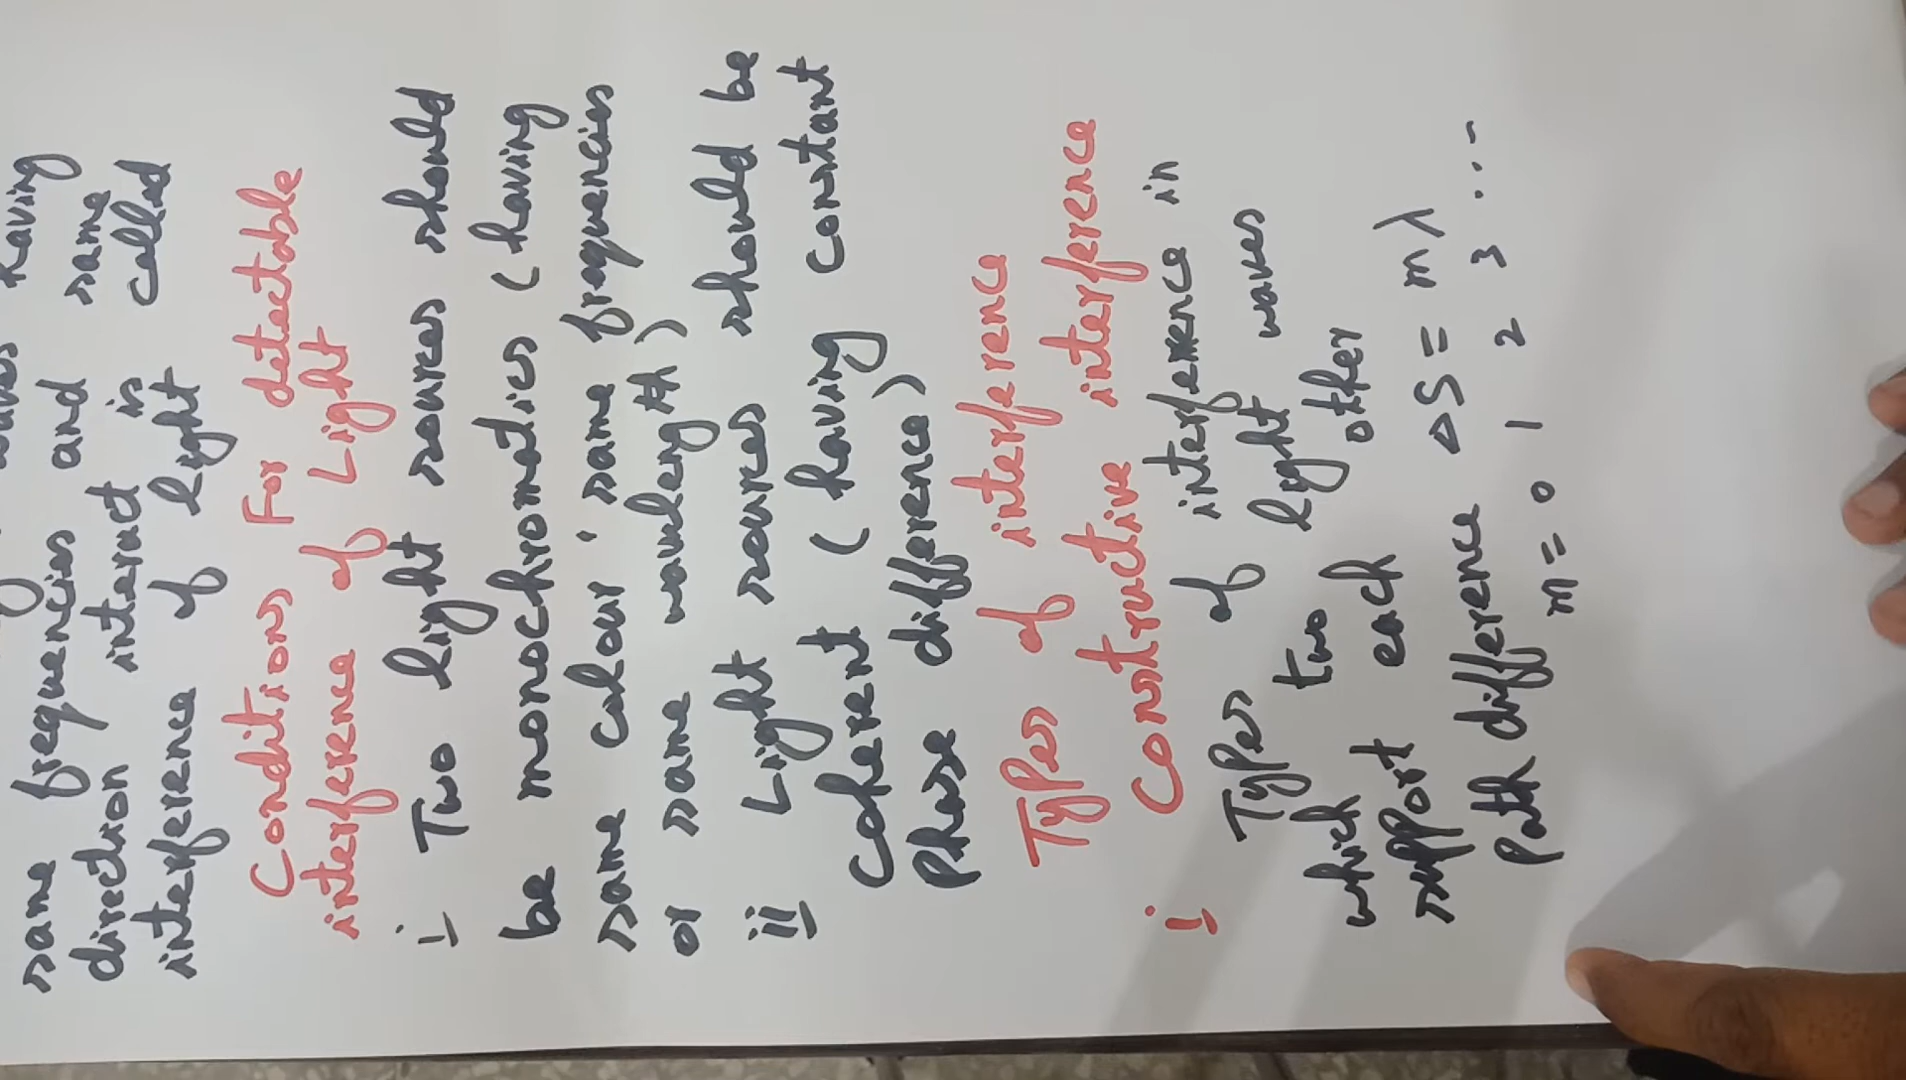 having
same frequencies and same
direction interact is called
interference of light
Conditions For detectable
interference of Light
i Two light sources should
be monochromatics (having
same colour, same frequencies
or same wavelength)
ii Light sources should be
Coherent (having constant
Phase difference)
Types of interference
i Constructive interference
Types of interference in
which two light waves
support each other
Path difference ΔS = mλ
m = 0 1 2 3 ...